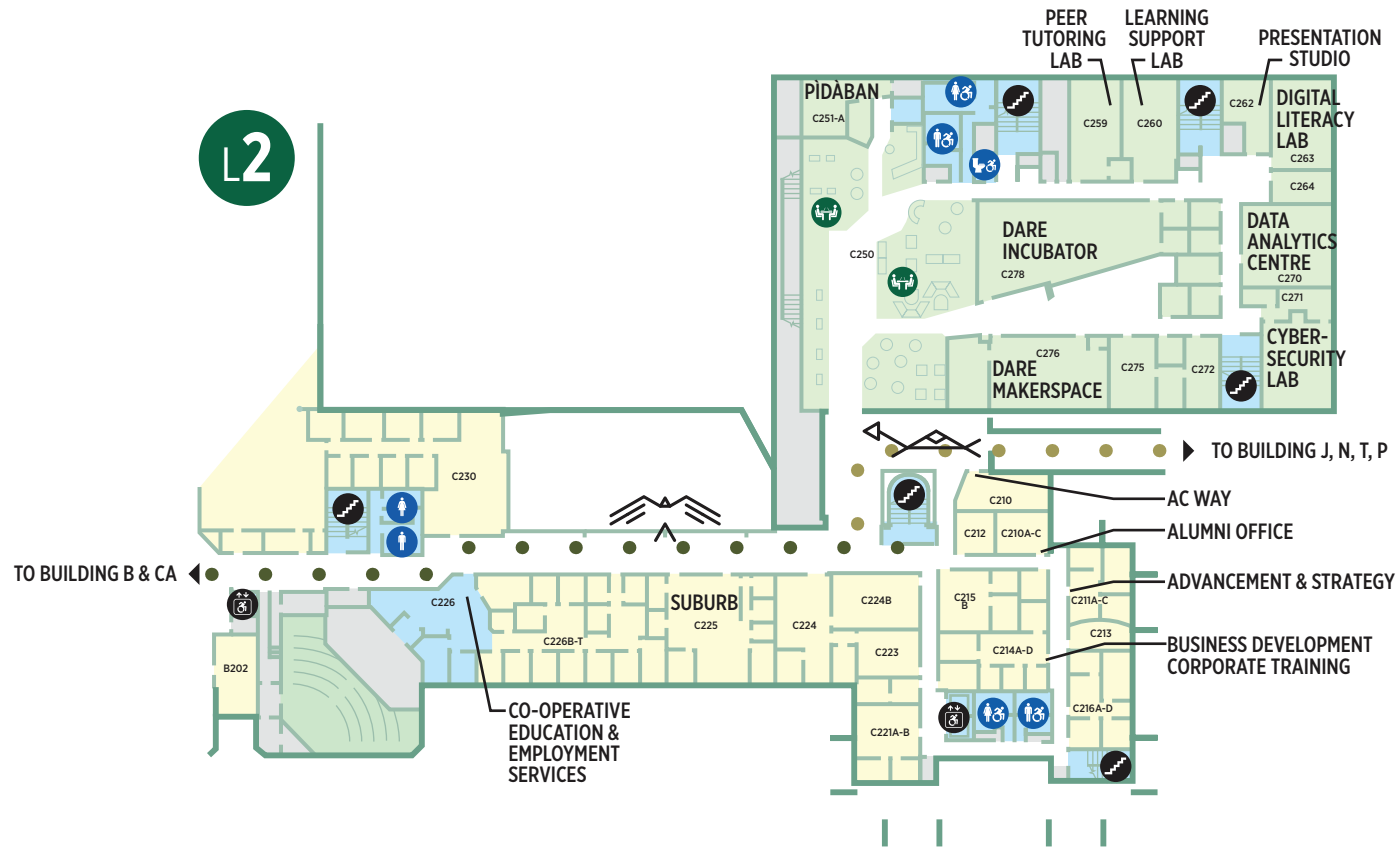 L2
PEER
TUTORING
LAB
LEARNING
SUPPORT
LAB
PRESENTATION
STUDIO
PÌDÀBAN
C251-A
C259
C260
C262
DIGITAL
LITERACY
LAB
C263
C264
C250
DARE
INCUBATOR
C278
DATA
ANALYTICS
CENTRE
C270
C271
C276
DARE
MAKERSPACE
C275
C272
CYBER-
SECURITY
LAB
TO BUILDING J, N, T, P
C230
C210
AC WAY
C212
C210A-C
ALUMNI OFFICE
TO BUILDING B & CA
C226
SUBURB
C225
C226B-T
C224
C224B
C223
C215
B
C214A-D
C211A-C
ADVANCEMENT & STRATEGY
C213
BUSINESS DEVELOPMENT
CORPORATE TRAINING
B202
C216A-D
C221A-B
CO-OPERATIVE
EDUCATION &
EMPLOYMENT
SERVICES